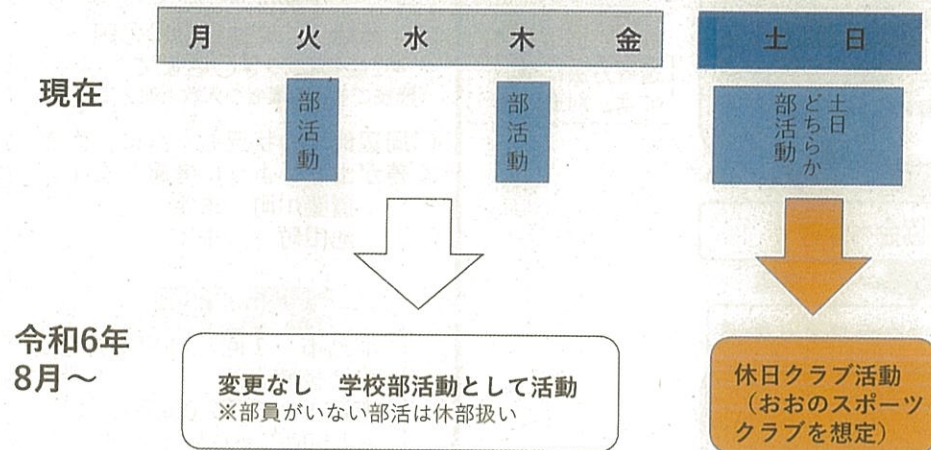 月 火 水 木 金 土 日
現在
部活動
部活動
土日
どちらか
部活動
令和6年
8月～
変更なし 学校部活動として活動
※部員がいない部活は休部扱い
休日クラブ活動
（おおのスポーツ
クラブを想定）